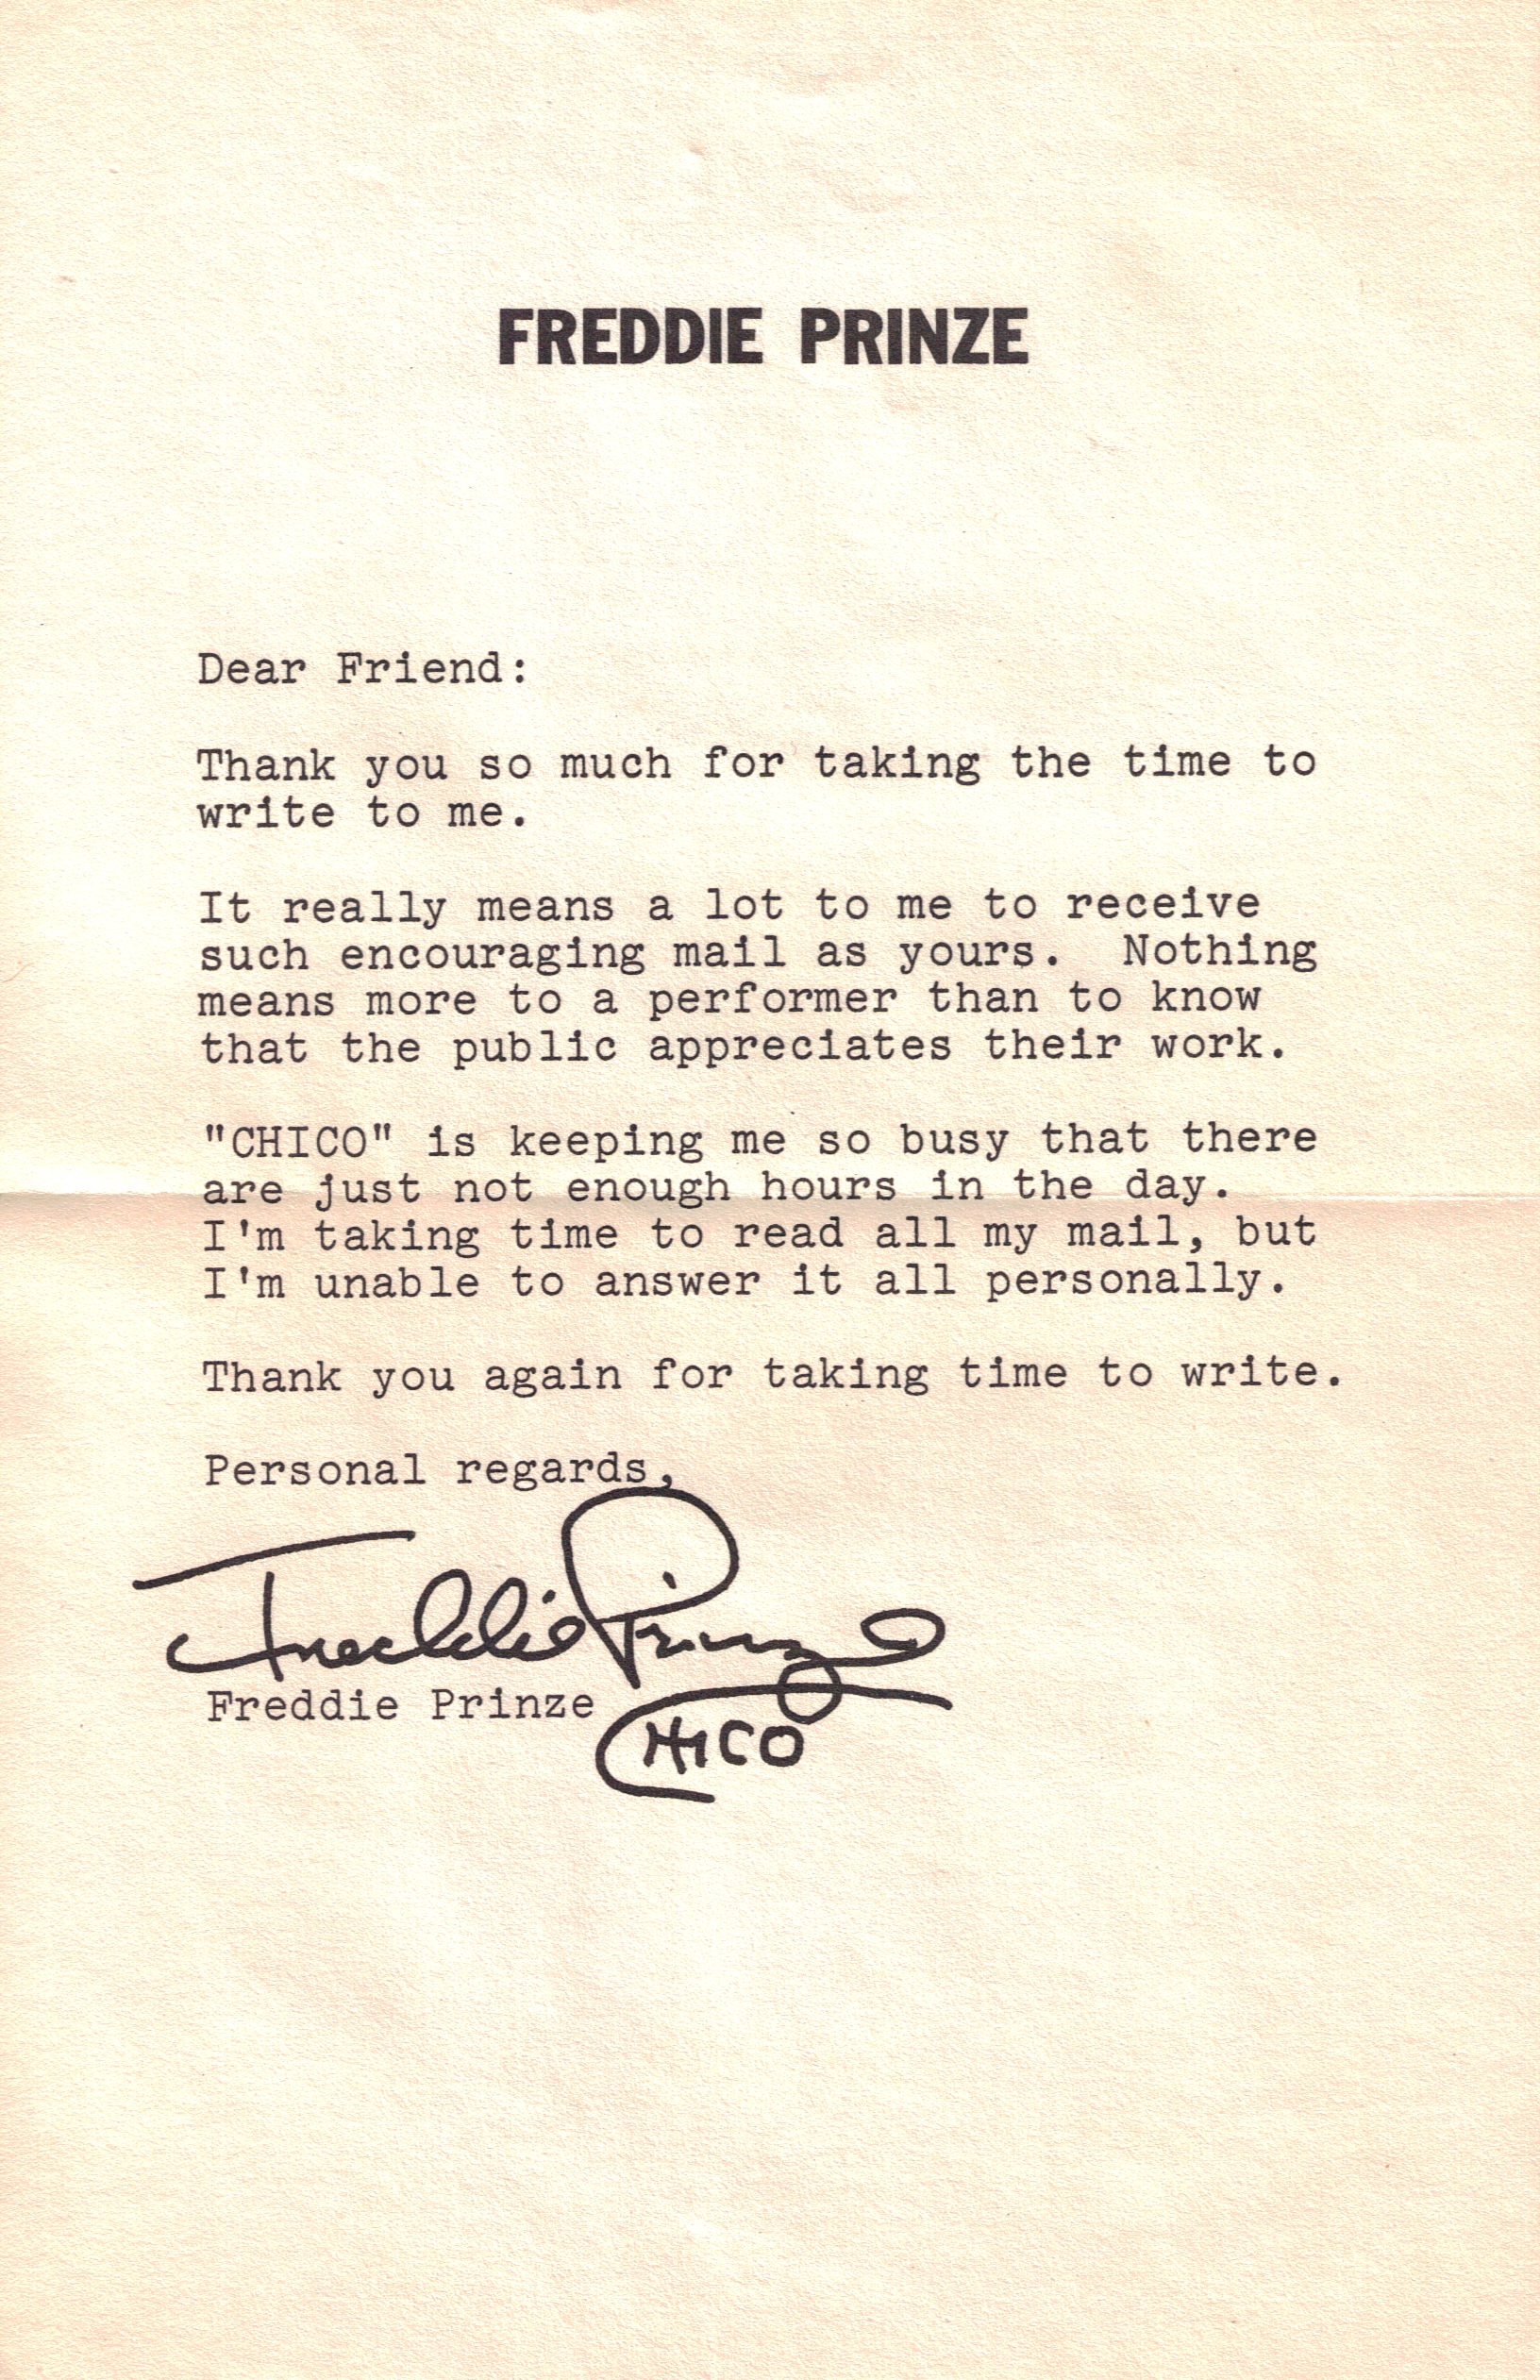 FREDDIE PRINZE
Dear Friend:
Thank you so much for taking the time to
write to me.
It really means a lot to me to receive
such encouraging mail as yours.  Nothing
means more to a performer than to know
that the public appreciates their work.
"CHICO" is keeping me so busy that there
are just not enough hours in the day.
I'm taking time to read all my mail, but
I'm unable to answer it all personally.
Thank you again for taking time to write.
Personal regards,
Freddie Prinze
Freddie Prinze
CHICO